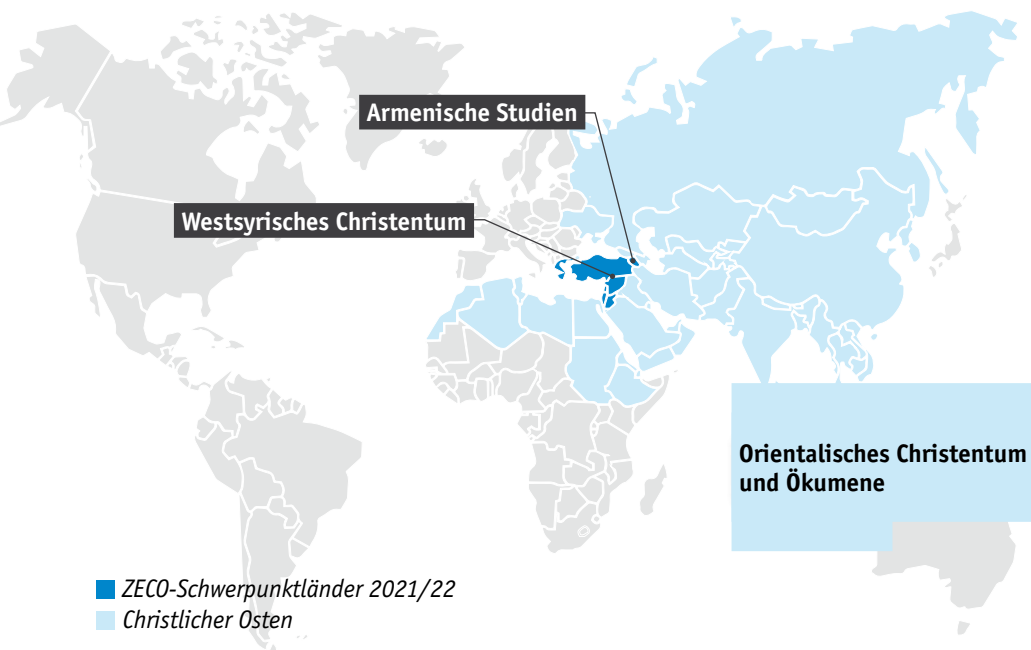 Armenische Studien
Westsyrisches Christentum
Orientalisches Christentum
und Ökumene
ZECO-Schwerpunktländer 2021/22
Christlicher Osten